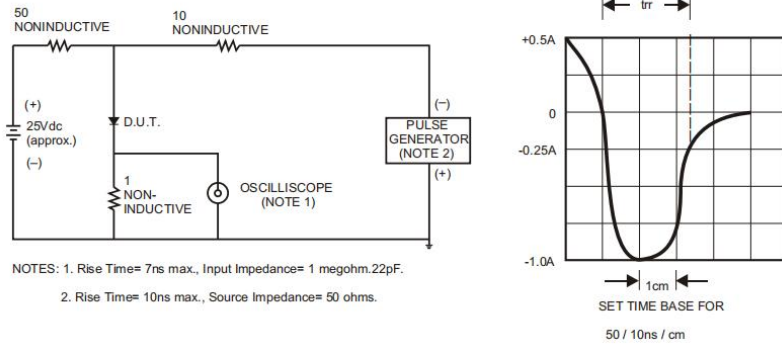 50
NONINDUCTIVE
10
NONINDUCTIVE
(+)
25Vdc
(approx.)
(–)
D.U.T.
1
NON-
INDUCTIVE
OSCILLISCOPE
(NOTE 1)
(–)
PULSE
GENERATOR
(NOTE 2)
(+)
NOTES: 1. Rise Time= 7ns max., Input Impedance= 1 megohm.22pF.
2. Rise Time= 10ns max., Source Impedance= 50 ohms.
trr
+0.5A
0
-0.25A
-1.0A
1cm
SET TIME BASE FOR
50 / 10ns / cm